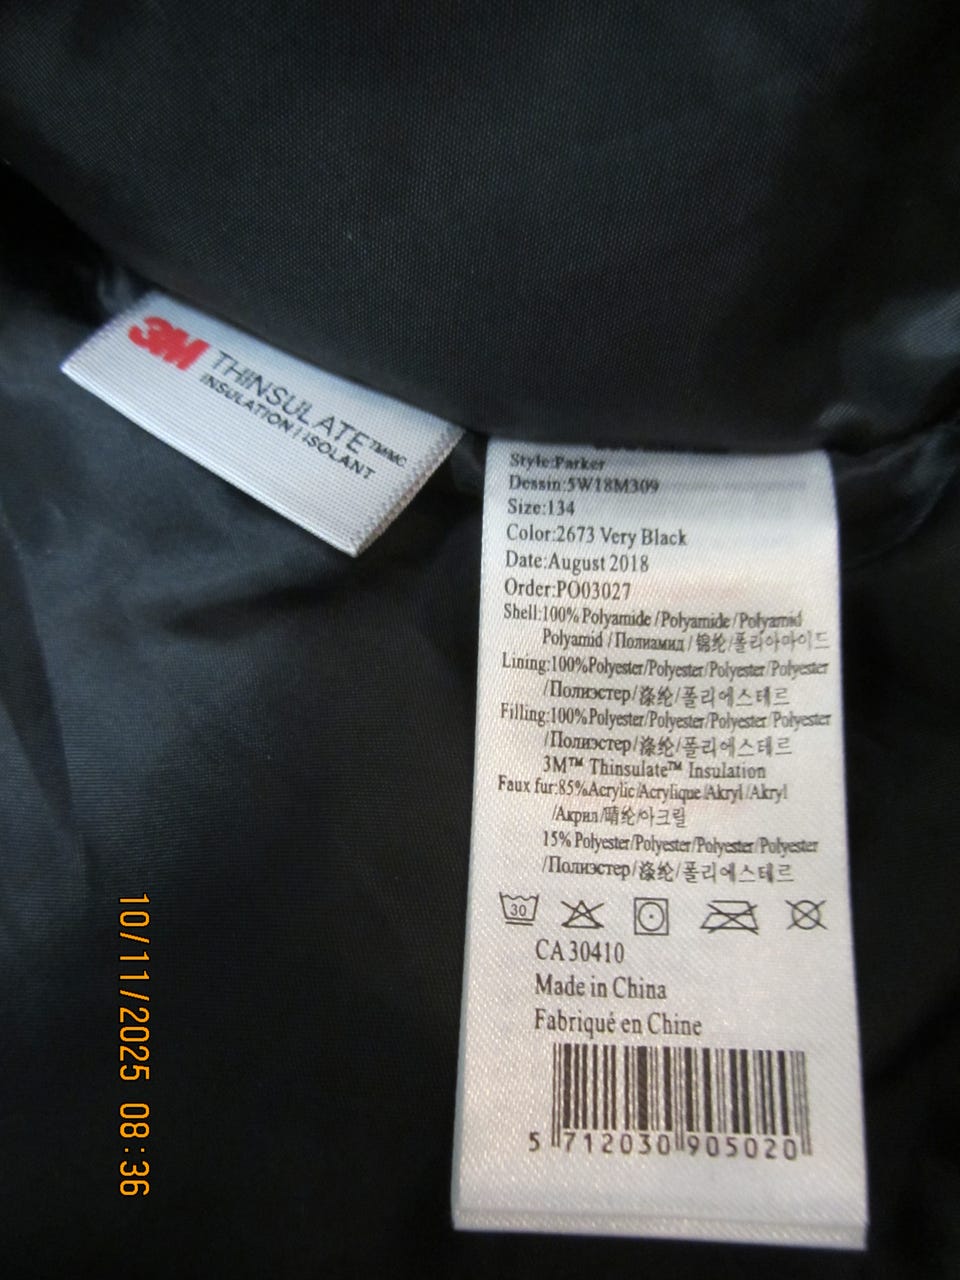 3M THINSULATE™/MC
INSULATION | ISOLANT
Style:Parker
Dessin:5W18M309
Size:134
Color:2673 Very Black
Date:August 2018
Order:PO03027
Shell:100% Polyamide /Polyamide /Polyamid
Polyamid /Полиамид / 锦纶/폴리아마이드
Lining:100%Polyester/Polyester/Polyester/Polyester
/Полиэстер/涤纶/폴리에스테르
Filling:100%Polyester/Polyester/Polyester/Polyester
/Полиэстер/涤纶/폴리에스테르
3M™ Thinsulate™ Insulation
Faux fur:85%Acrylic/Acrylique/Akryl/Akryl
/Акрил/晴纶/아크릴
15% Polyester/Polyester/Polyester/Polyester
/Полиэстер/涤纶/폴리에스테르
30
CA 30410
Made in China
Fabriqué en Chine
5 712030 905020
10/11/2025 08:36